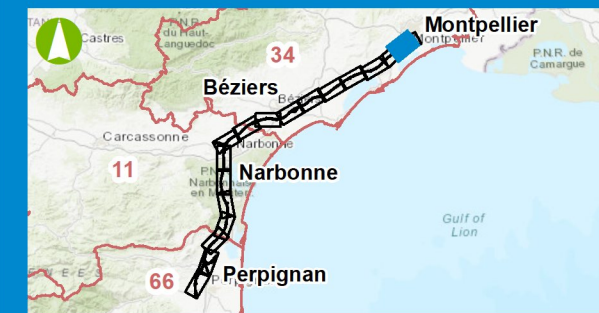 Montpellier
P.N.R.
du Haut-
Languedoc
Castres
34
P.N.R. de
Camargue
Béziers
Carcassonne
Narbonne
11
Narbonne
Gulf of
Lion
66
Perpignan